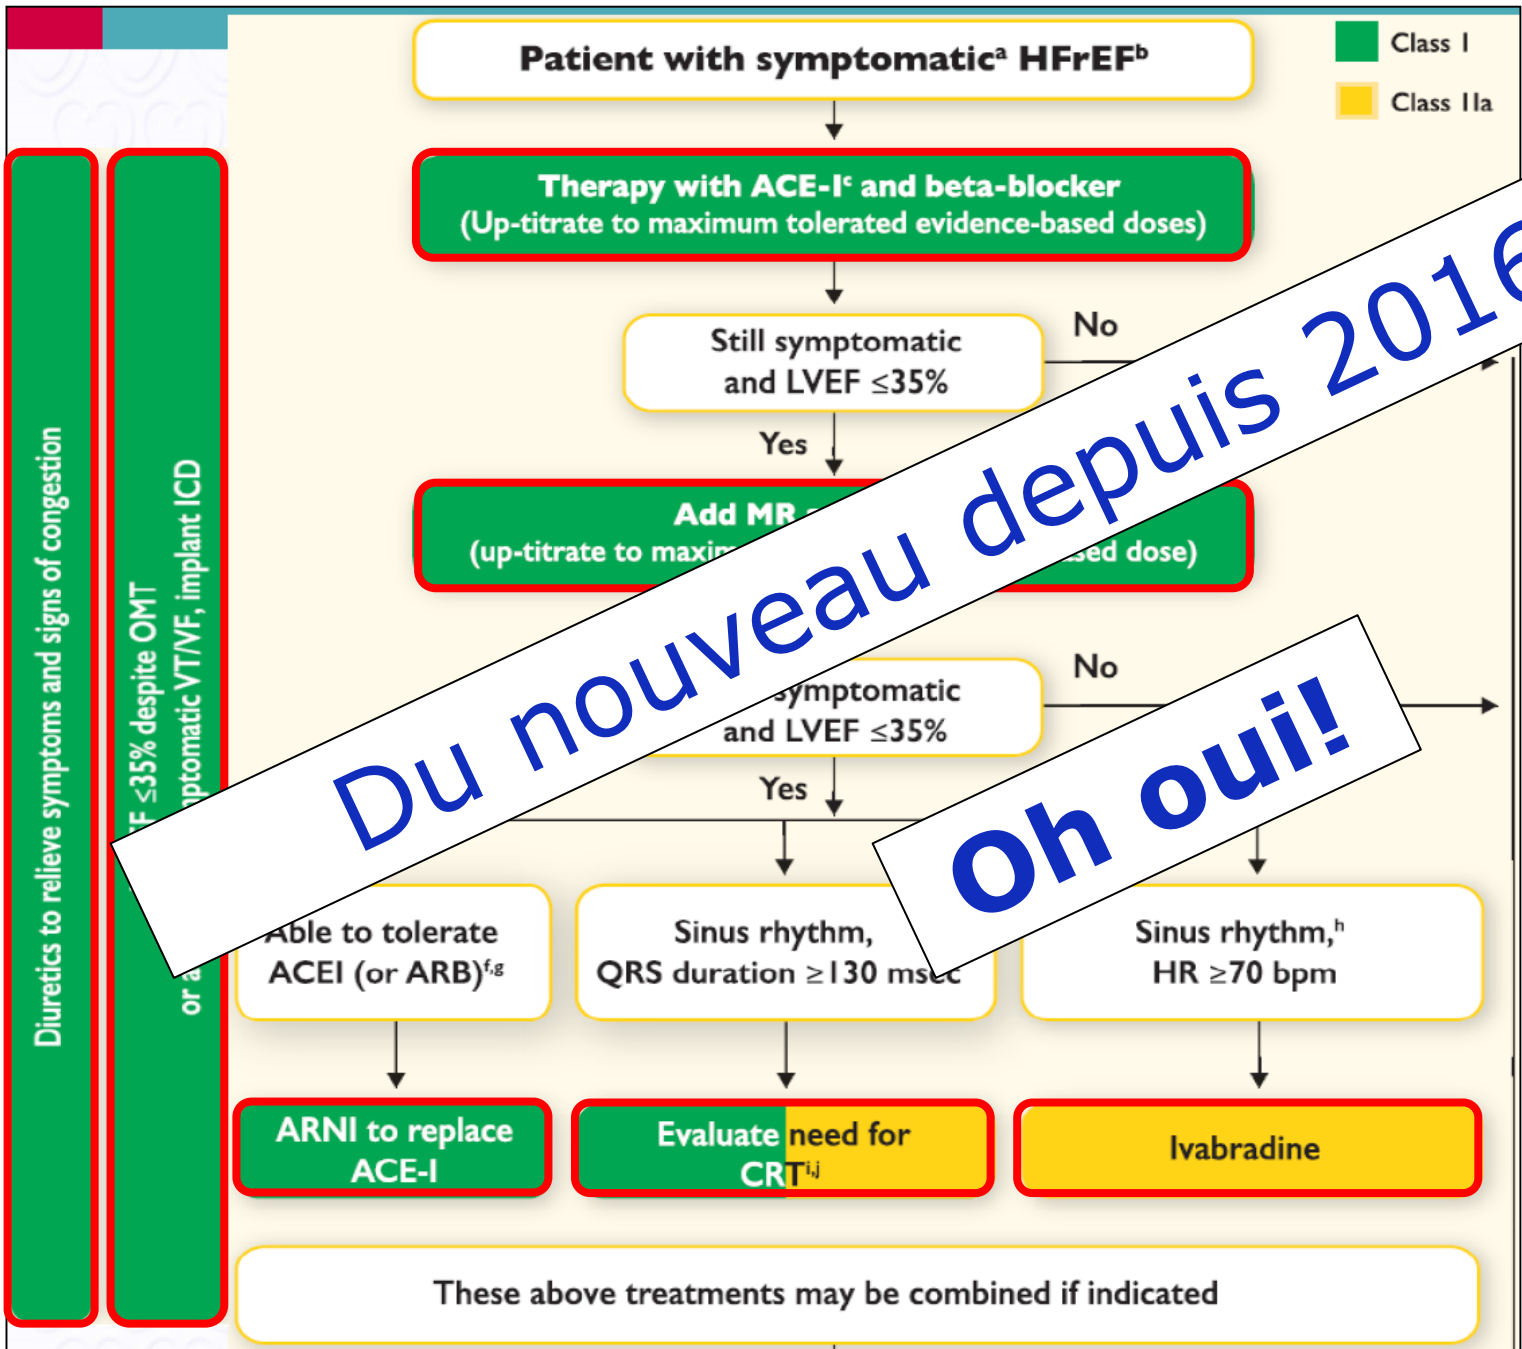 Patient with symptomaticᵃ HFrEFᵇ
Class I
Class IIa
Therapy with ACE-Iᶜ and beta-blocker
(Up-titrate to maximum tolerated evidence-based doses)
Still symptomatic
and LVEF ≤35%
No
Yes
Add MR
(up-titrate to
dose)
symptomatic
and LVEF ≤35%
No
Yes
Du nouveau depuis 2016
Oh oui!
Diuretics to relieve symptoms and signs of congestion
≤35% despite OMT
VT/VF, implant ICD
Able to tolerate
ACEI (or ARB)ᶠ,ᵍ
Sinus rhythm,
QRS duration ≥130 msec
Sinus rhythm,ʰ
HR ≥70 bpm
ARNI to replace
ACE-I
Evaluate need for
CRTⁱ,ʲ
Ivabradine
These above treatments may be combined if indicated